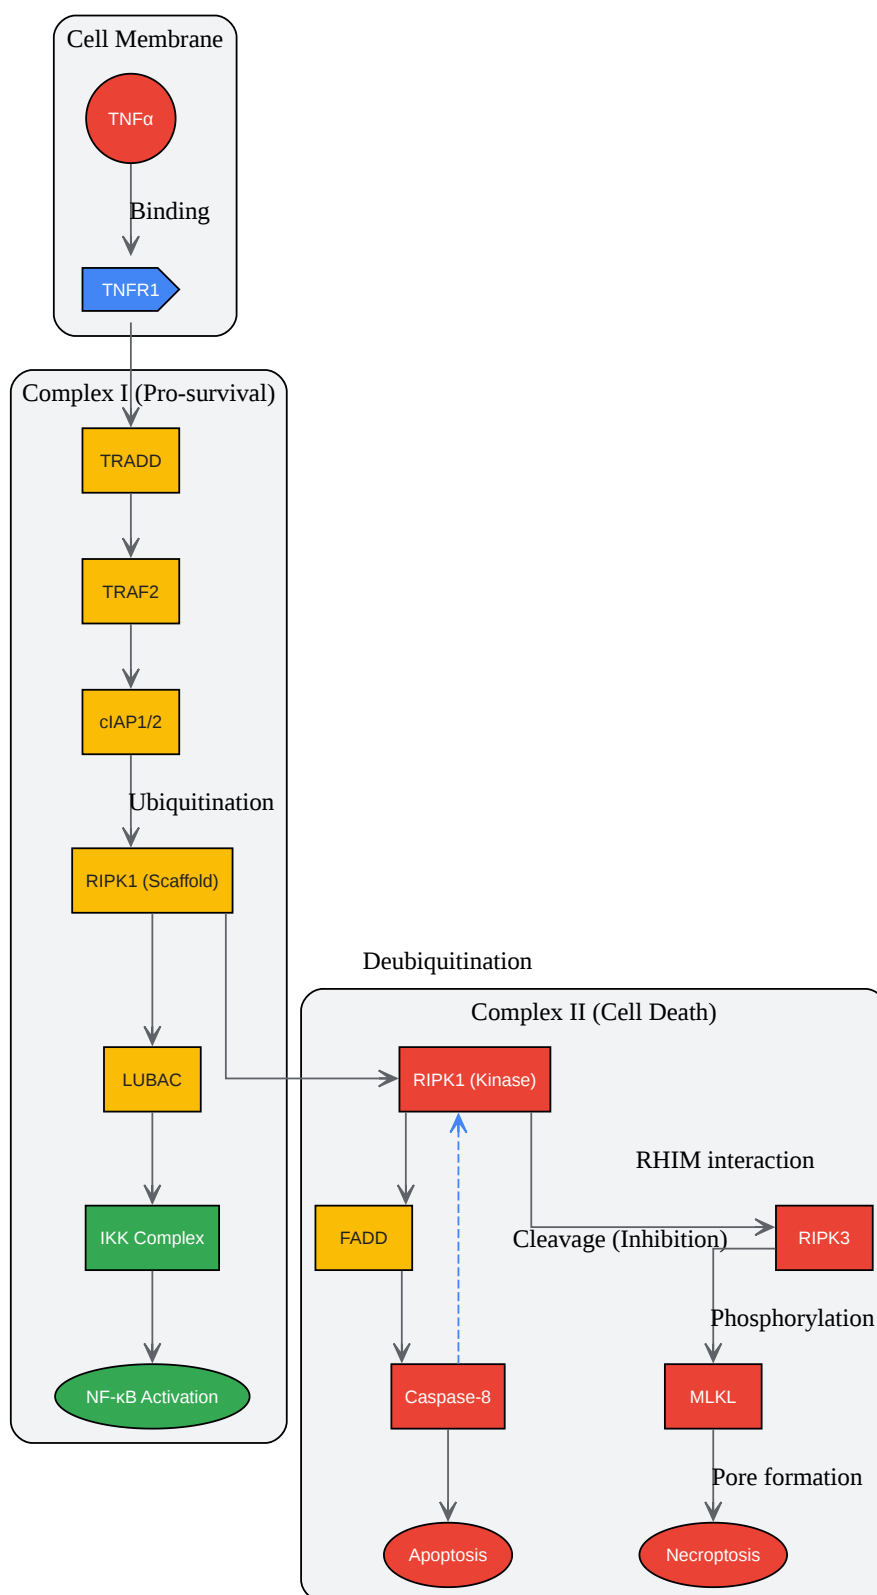 Cell Membrane
TNFα
Binding
TNFR1
Complex I (Pro-survival)
TRADD
TRAF2
cIAP1/2
Ubiquitination
RIPK1 (Scaffold)
Deubiquitination
Complex II (Cell Death)
LUBAC
RIPK1 (Kinase)
RHIM interaction
IKK Complex
FADD
Cleavage (Inhibition)
RIPK3
Phosphorylation
NF-κB Activation
Caspase-8
MLKL
Pore formation
Apoptosis
Necroptosis